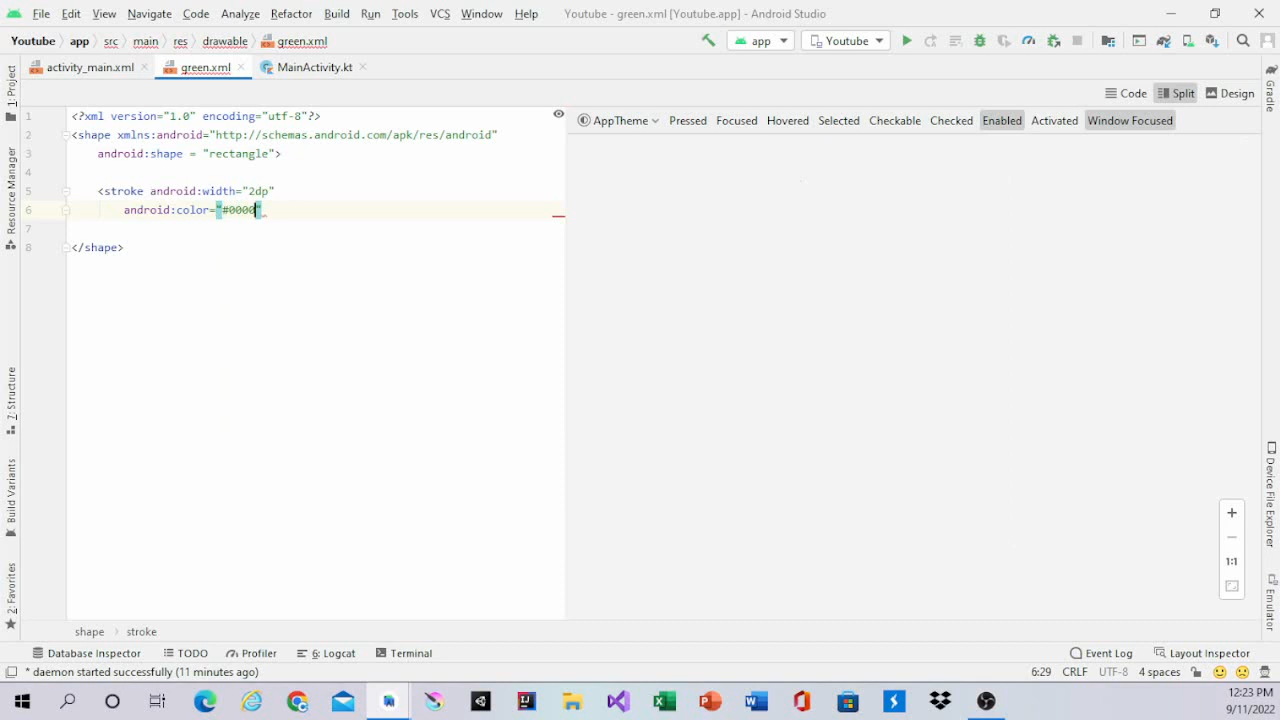 File Edit View Navigate Code Analyze Refactor Build Run Tools VCS Window Help Youtube - green.xml [Youtube.app] - Android Studio
Youtube app src main res drawable green.xml app Youtube
activity_main.xml green.xml MainActivity.kt
Code Split Design
AppTheme Pressed Focused Hovered Selected Checkable Checked Enabled Activated Window Focused
1 <?xml version="1.0" encoding="utf-8"?>
2 <shape xmlns:android="http://schemas.android.com/apk/res/android"
3 android:shape = "rectangle">
4
5 <stroke android:width="2dp"
6 android:color="#0000"
7
8 </shape>
1: Project
Resource Manager
7: Structure
Build Variants
2: Favorites
Gradle
Device File Explorer
Emulator
1:1
shape stroke
Database Inspector TODO Profiler 6: Logcat Terminal Event Log Layout Inspector
* daemon started successfully (11 minutes ago) 6:29 CRLF UTF-8 4 spaces
12:23 PM
9/11/2022